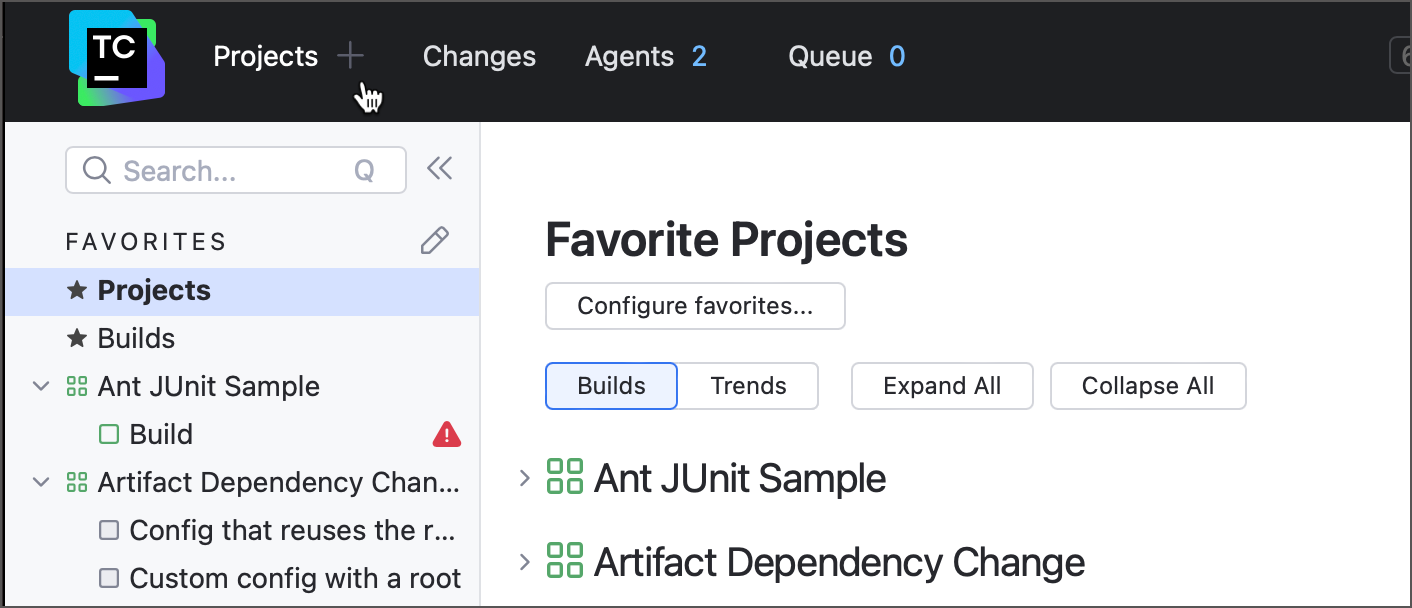 TC
Projects Changes Agents 2 Queue 0
Search... Q
FAVORITES
Projects
Builds
Ant JUnit Sample
Build
Artifact Dependency Chan...
Config that reuses the r...
Custom config with a root
Favorite Projects
Configure favorites...
Builds Trends Expand All Collapse All
Ant JUnit Sample
Artifact Dependency Change